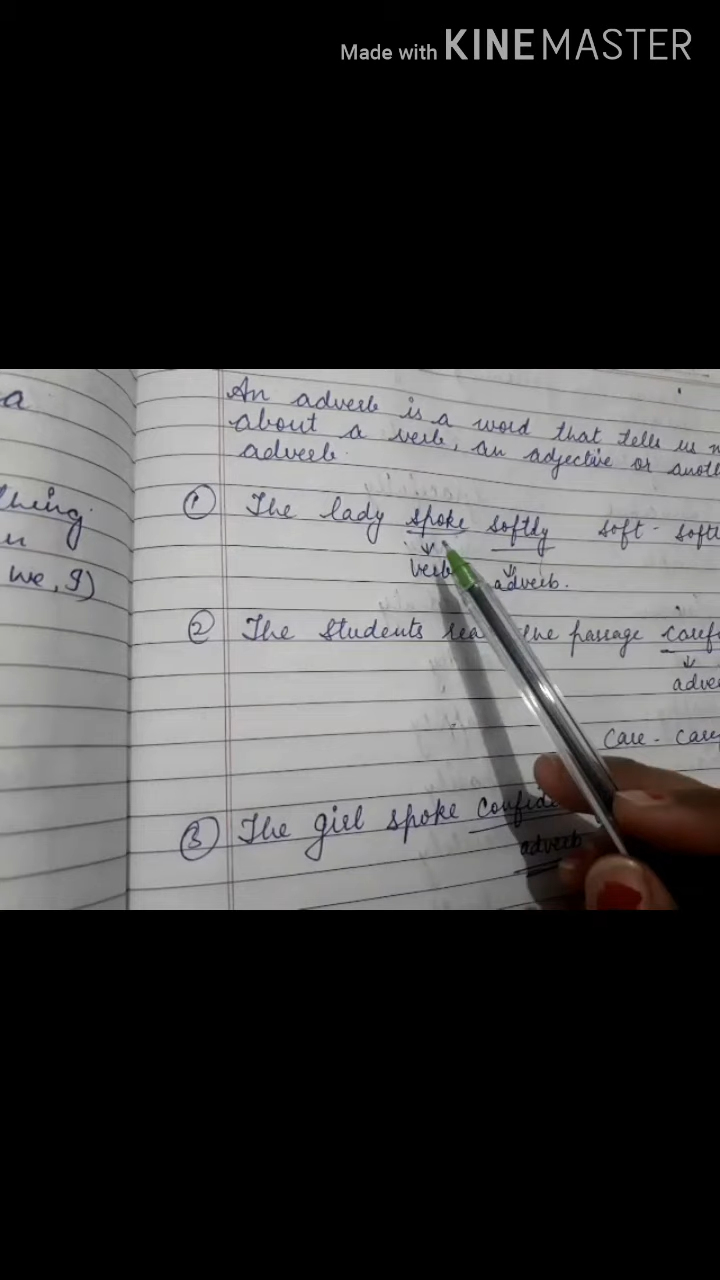 Made with KINEMASTER
An adverb is a word that tells us
about a verb, an adjective or
adverb.
① The lady spoke softly soft -
verb adverb.
② The students the passage
care -
③ The girl spoke
adverb
a
we, I)